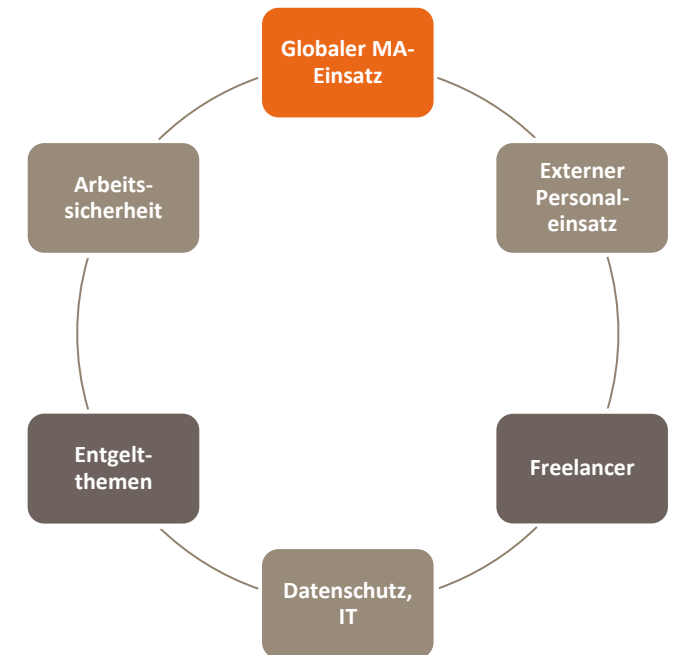 Globaler MA-
Einsatz
Externer
Personal-
einsatz
Freelancer
Datenschutz,
IT
Entgelt-
themen
Arbeits-
sicherheit